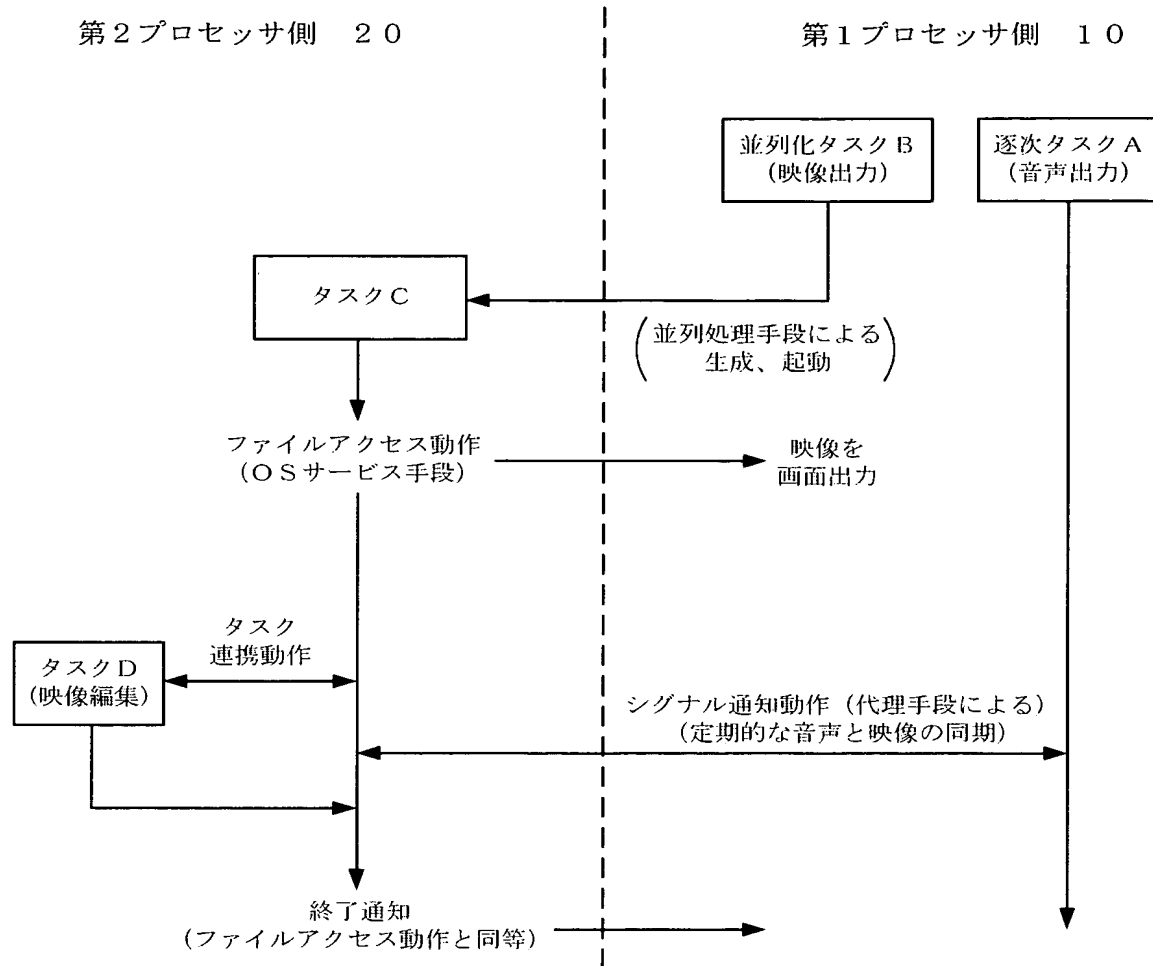 第２プロセッサ側　２０
第１プロセッサ側　１０
並列化タスクＢ
（映像出力）
逐次タスクＡ
（音声出力）
タスクＣ
（並列処理手段による
生成、起動）
ファイルアクセス動作
（ＯＳサービス手段）
映像を
画面出力
タスク
連携動作
タスクＤ
（映像編集）
シグナル通知動作（代理手段による）
（定期的な音声と映像の同期）
終了通知
（ファイルアクセス動作と同等）